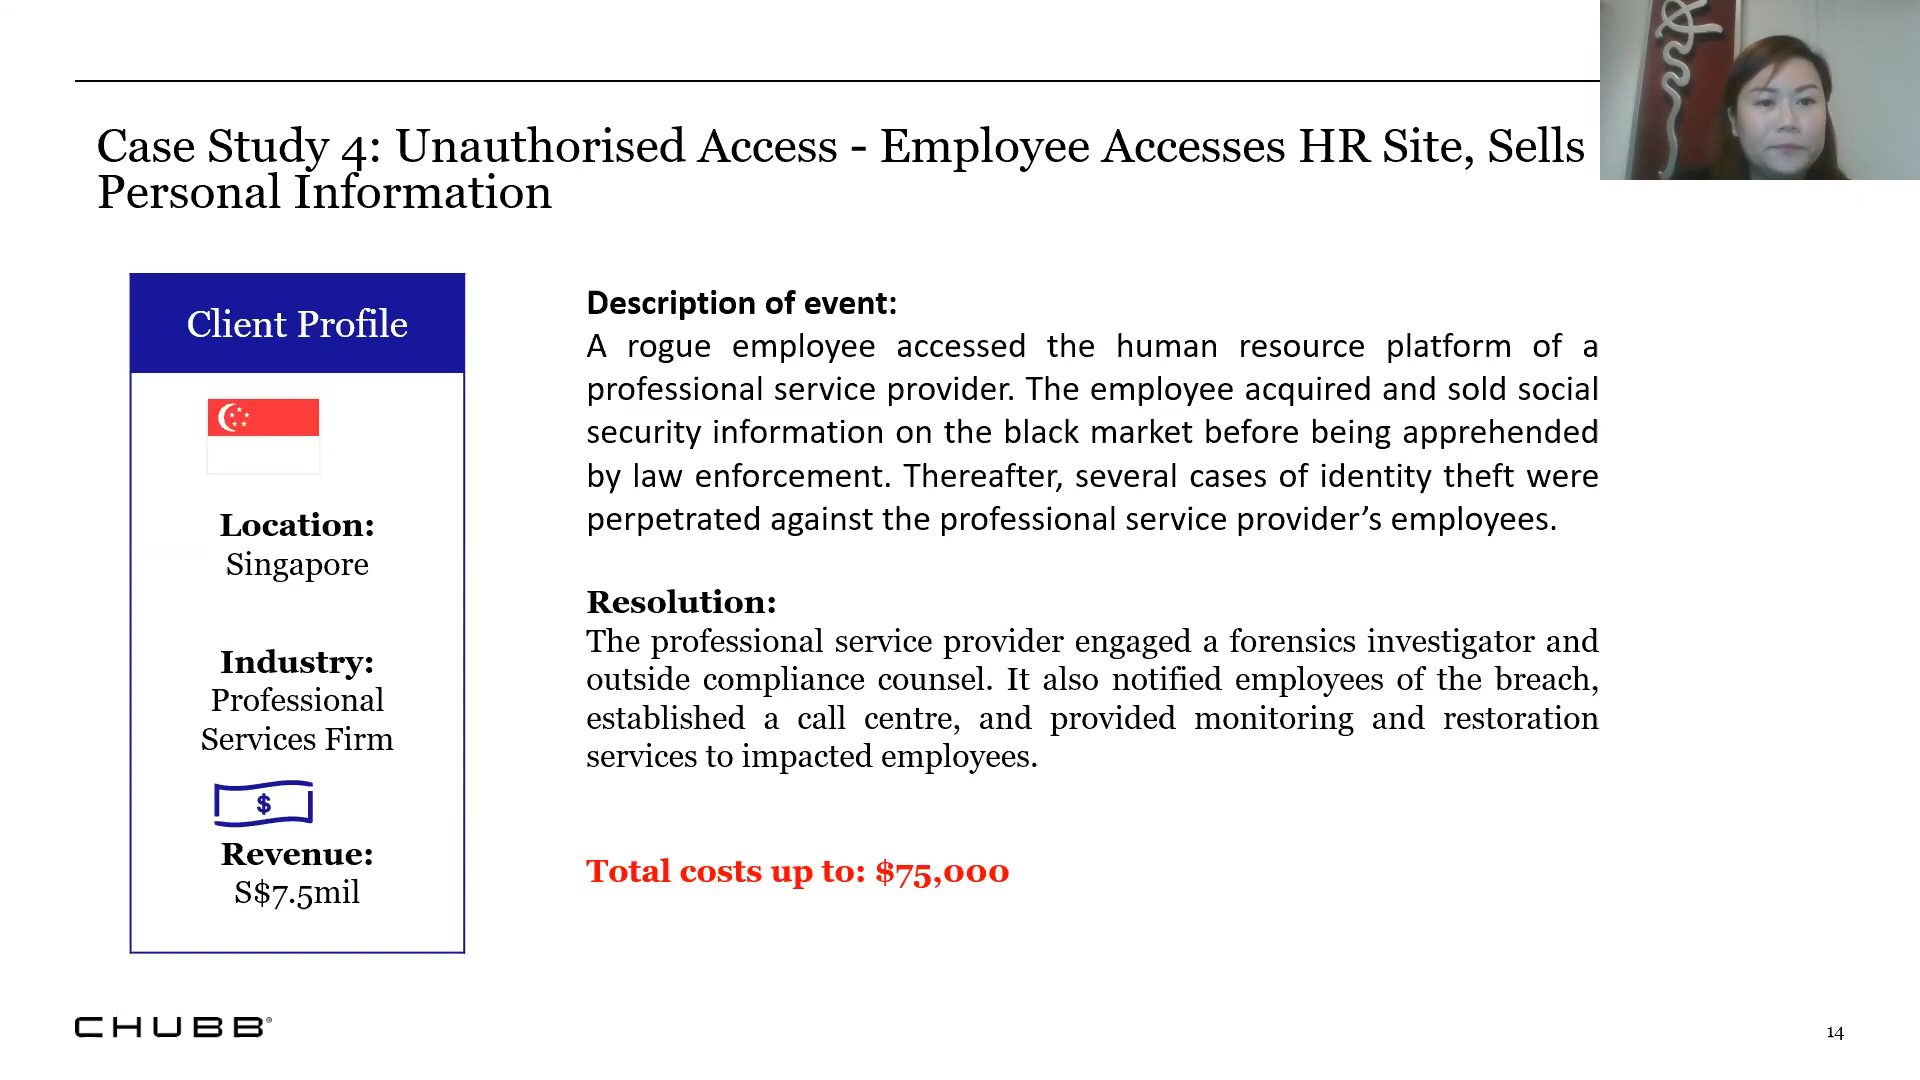 Case Study 4: Unauthorised Access - Employee Accesses HR Site, Sells
Personal Information
Client Profile
Location:
Singapore
Industry:
Professional
Services Firm
$
Revenue:
S$7.5mil
Description of event:
A rogue employee accessed the human resource platform of a
professional service provider. The employee acquired and sold social
security information on the black market before being apprehended
by law enforcement. Thereafter, several cases of identity theft were
perpetrated against the professional service provider’s employees.
Resolution:
The professional service provider engaged a forensics investigator and
outside compliance counsel. It also notified employees of the breach,
established a call centre, and provided monitoring and restoration
services to impacted employees.
Total costs up to: $75,000
CHUBB®
14